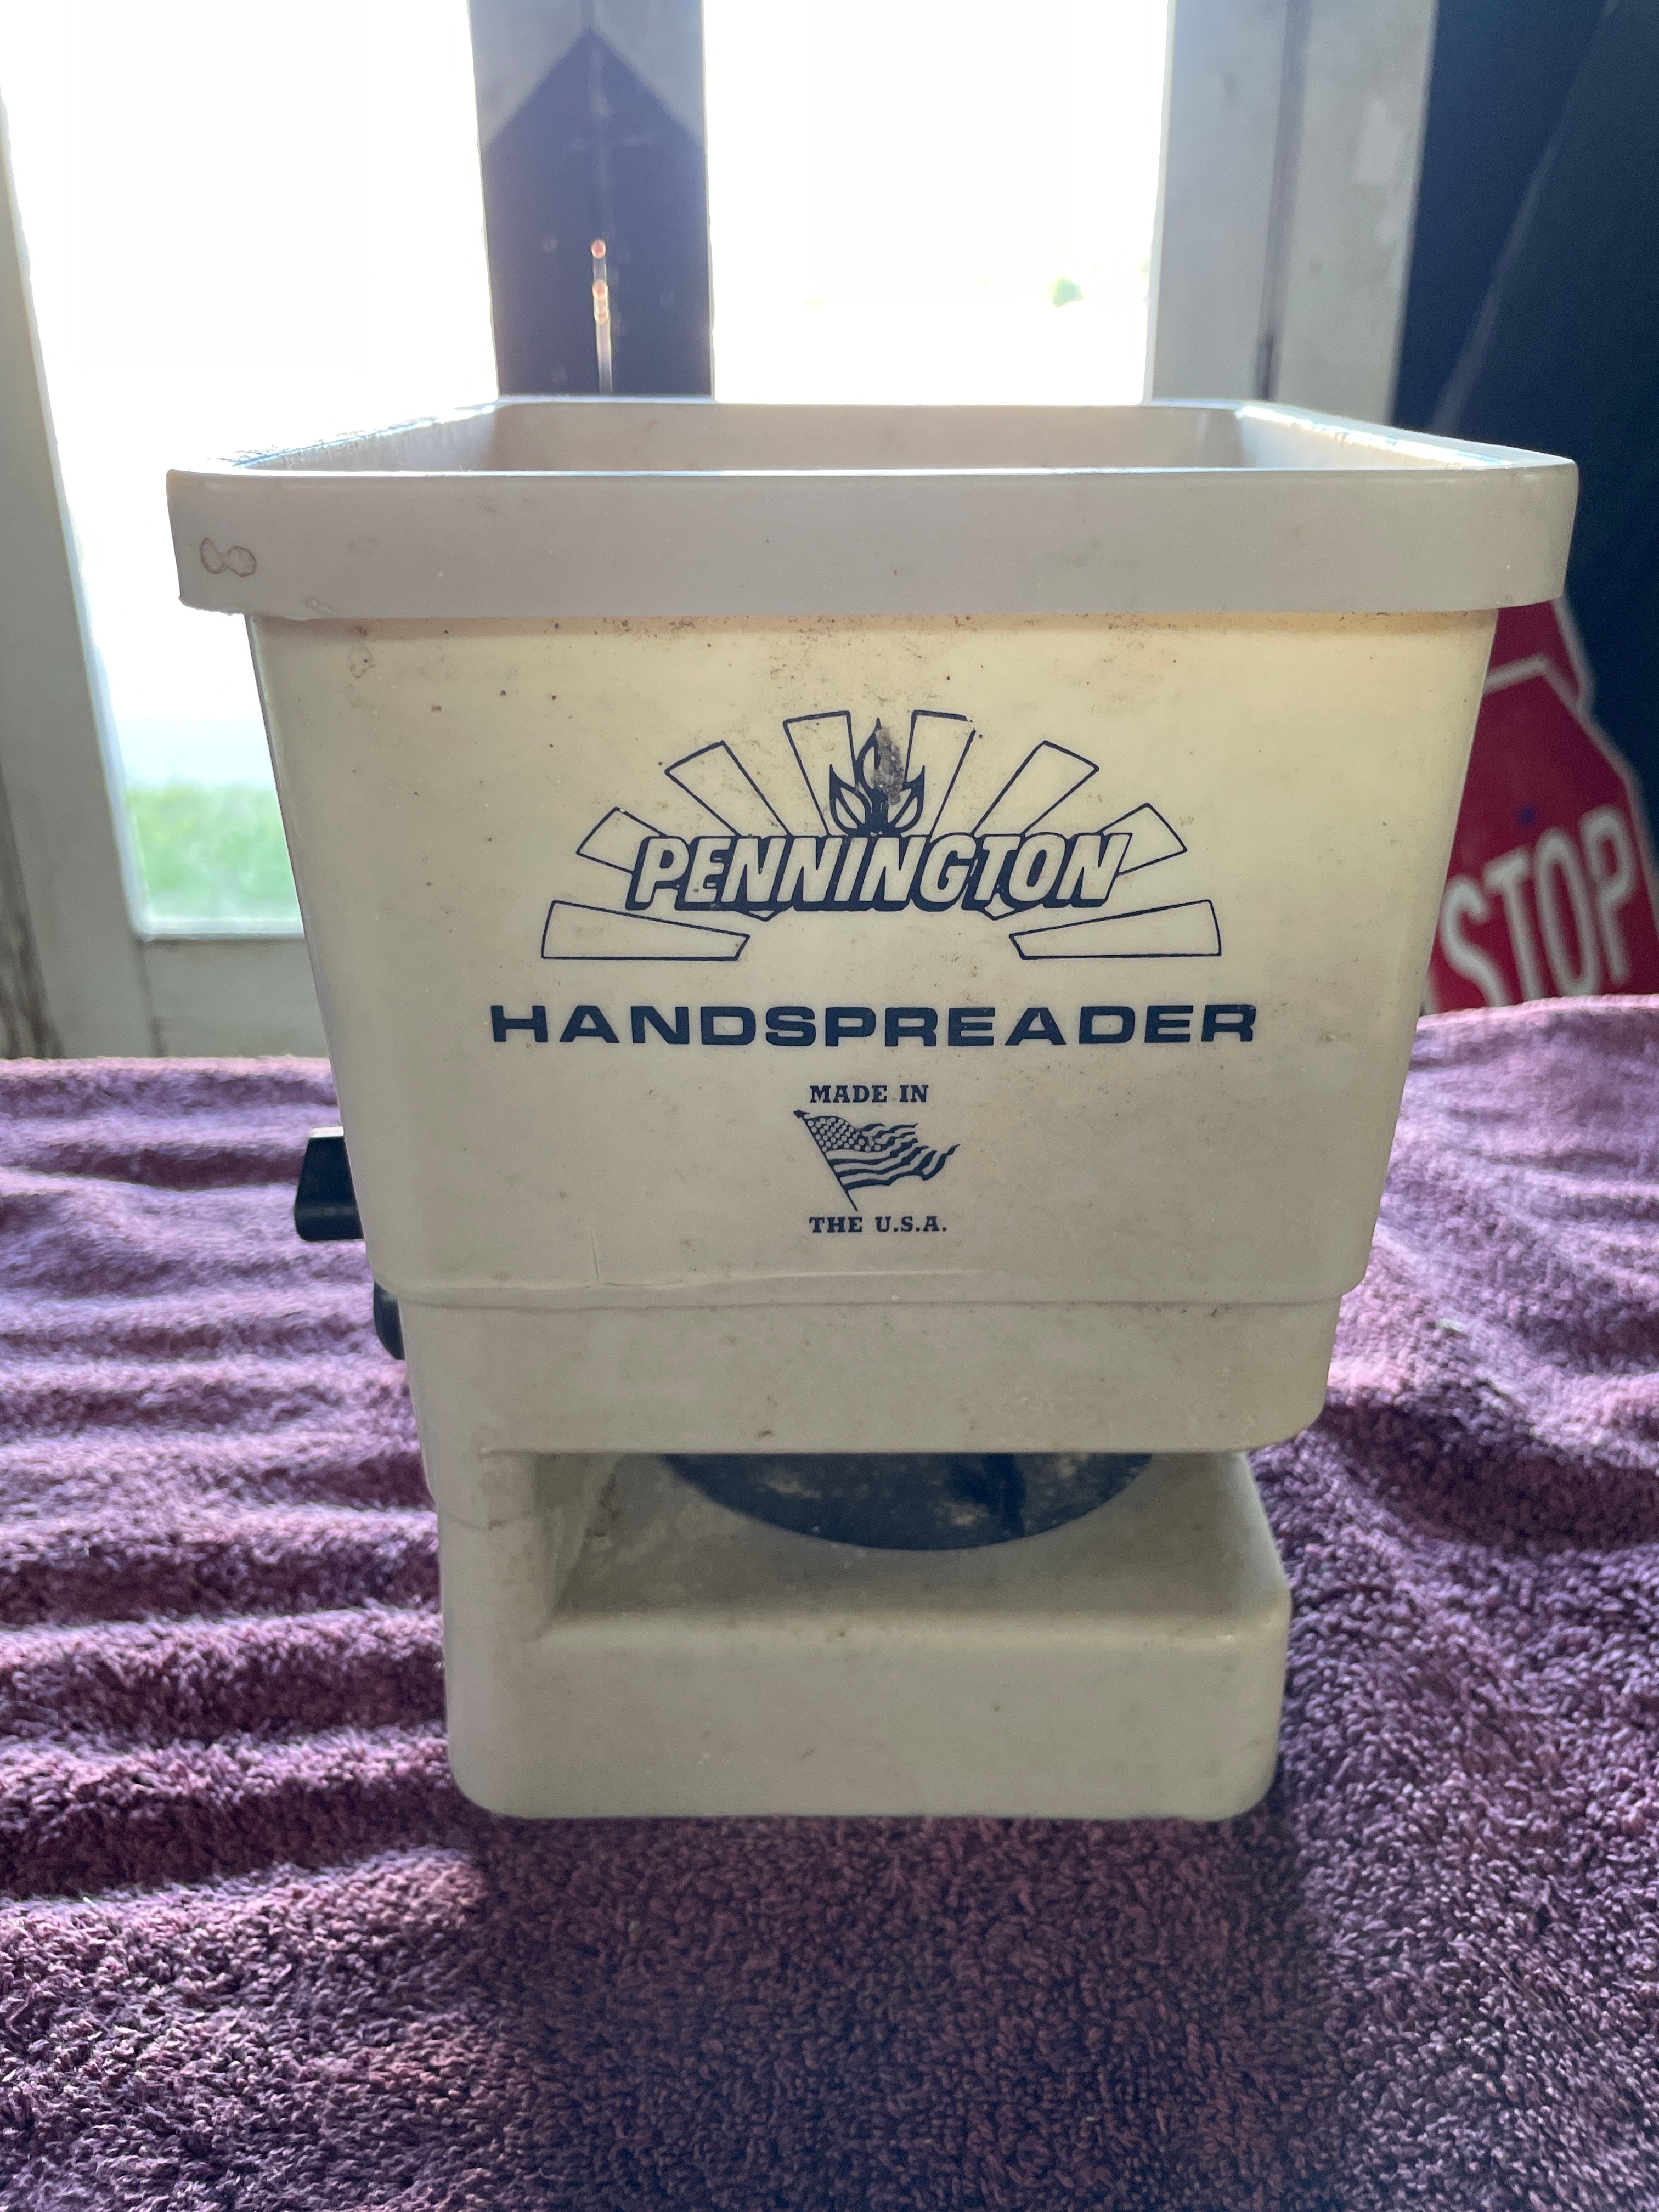 PENNINGTON
HANDSPREADER
MADE IN
THE U.S.A.
STOP